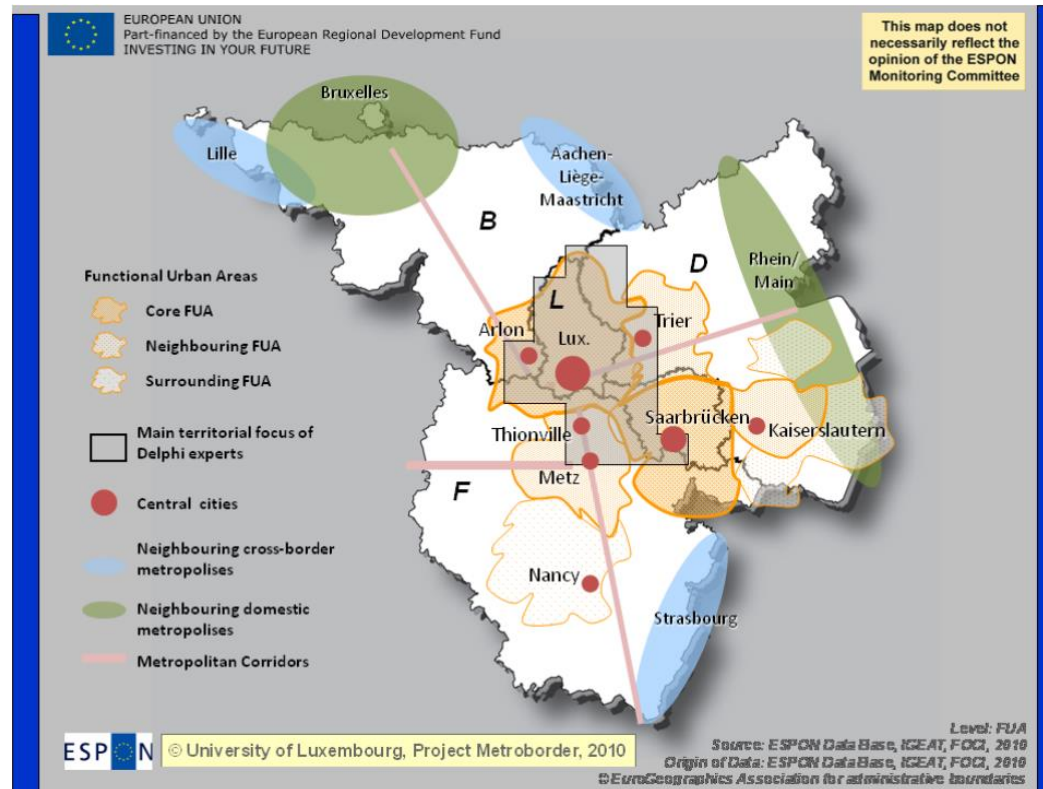 EUROPEAN UNION
Part-financed by the European Regional Development Fund
INVESTING IN YOUR FUTURE
This map does not
necessarily reflect the
opinion of the ESPON
Monitoring Committee
Bruxelles
Lille
Aachen-
Liège-
Maastricht
B
D
Rhein/
Main
Functional Urban Areas
Core FUA
Neighbouring FUA
Surrounding FUA
Main territorial focus of
Delphi experts
Central cities
Neighbouring cross-border
metropolises
Neighbouring domestic
metropolises
Metropolitan Corridors
L
Arlon
Lux.
Trier
Thionville
Saarbrücken
Kaiserslautern
Metz
F
Nancy
Strasbourg
ESPON
© University of Luxembourg, Project Metroborder, 2010
Level: FUA
Source: ESPON Data Base, IGEAT, FOCI, 2010
Origin of Data: ESPON Data Base, IGEAT, FOCI, 2010
©EuroGeographics Association for administrative boundaries